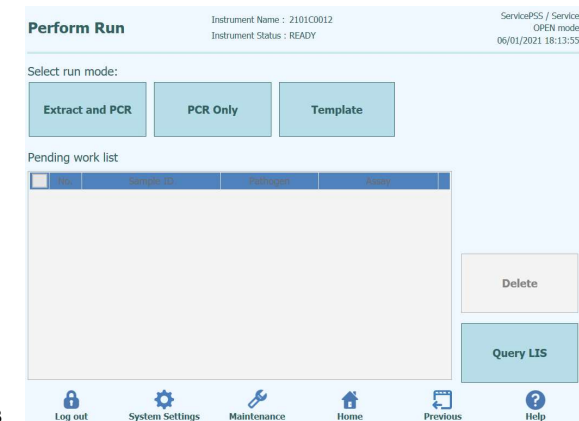 Perform Run
Instrument Name : 2101C0012
Instrument Status : READY
ServicePSS / Service
OPEN mode
06/01/2021 18:13:55
Select run mode:
Extract and PCR
PCR Only
Template
Pending work list
No. Sample ID Pathogen Assay
Delete
Query LIS
Log out System Settings Maintenance Home Previous Help